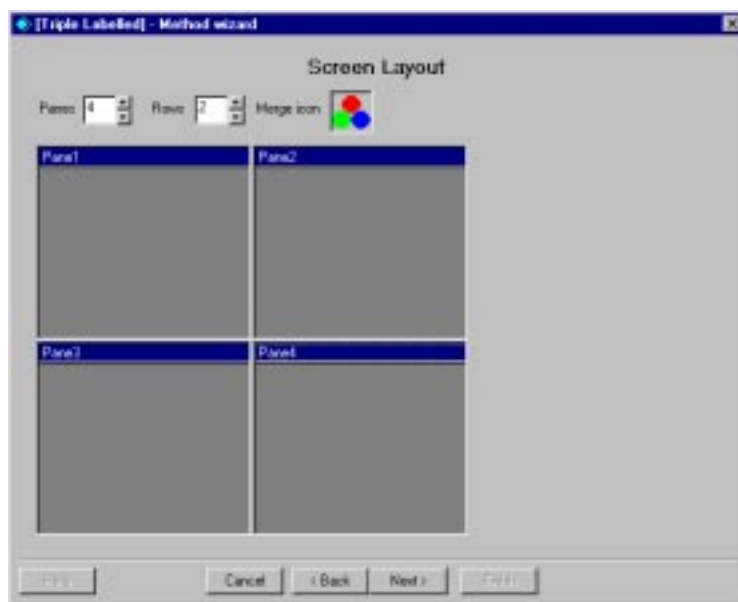 [Triple Labelled] - Method wizard
Screen Layout
Panes 4 Rows 2 Merge icon
Pane1 Pane2
Pane3 Pane4
Cancel < Back Next > Finish